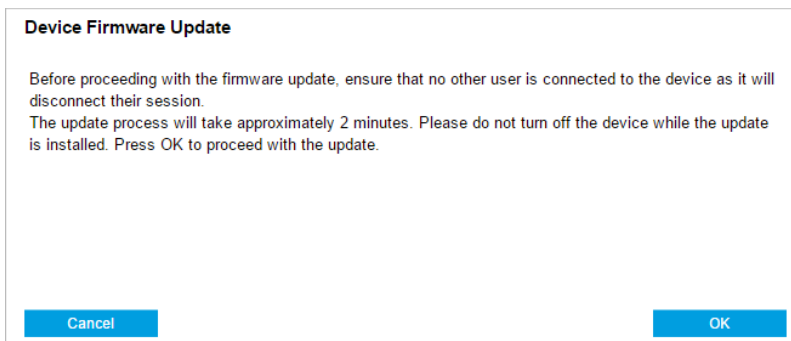 Device Firmware Update
Before proceeding with the firmware update, ensure that no other user is connected to the device as it will
disconnect their session.
The update process will take approximately 2 minutes. Please do not turn off the device while the update
is installed. Press OK to proceed with the update.
Cancel
OK